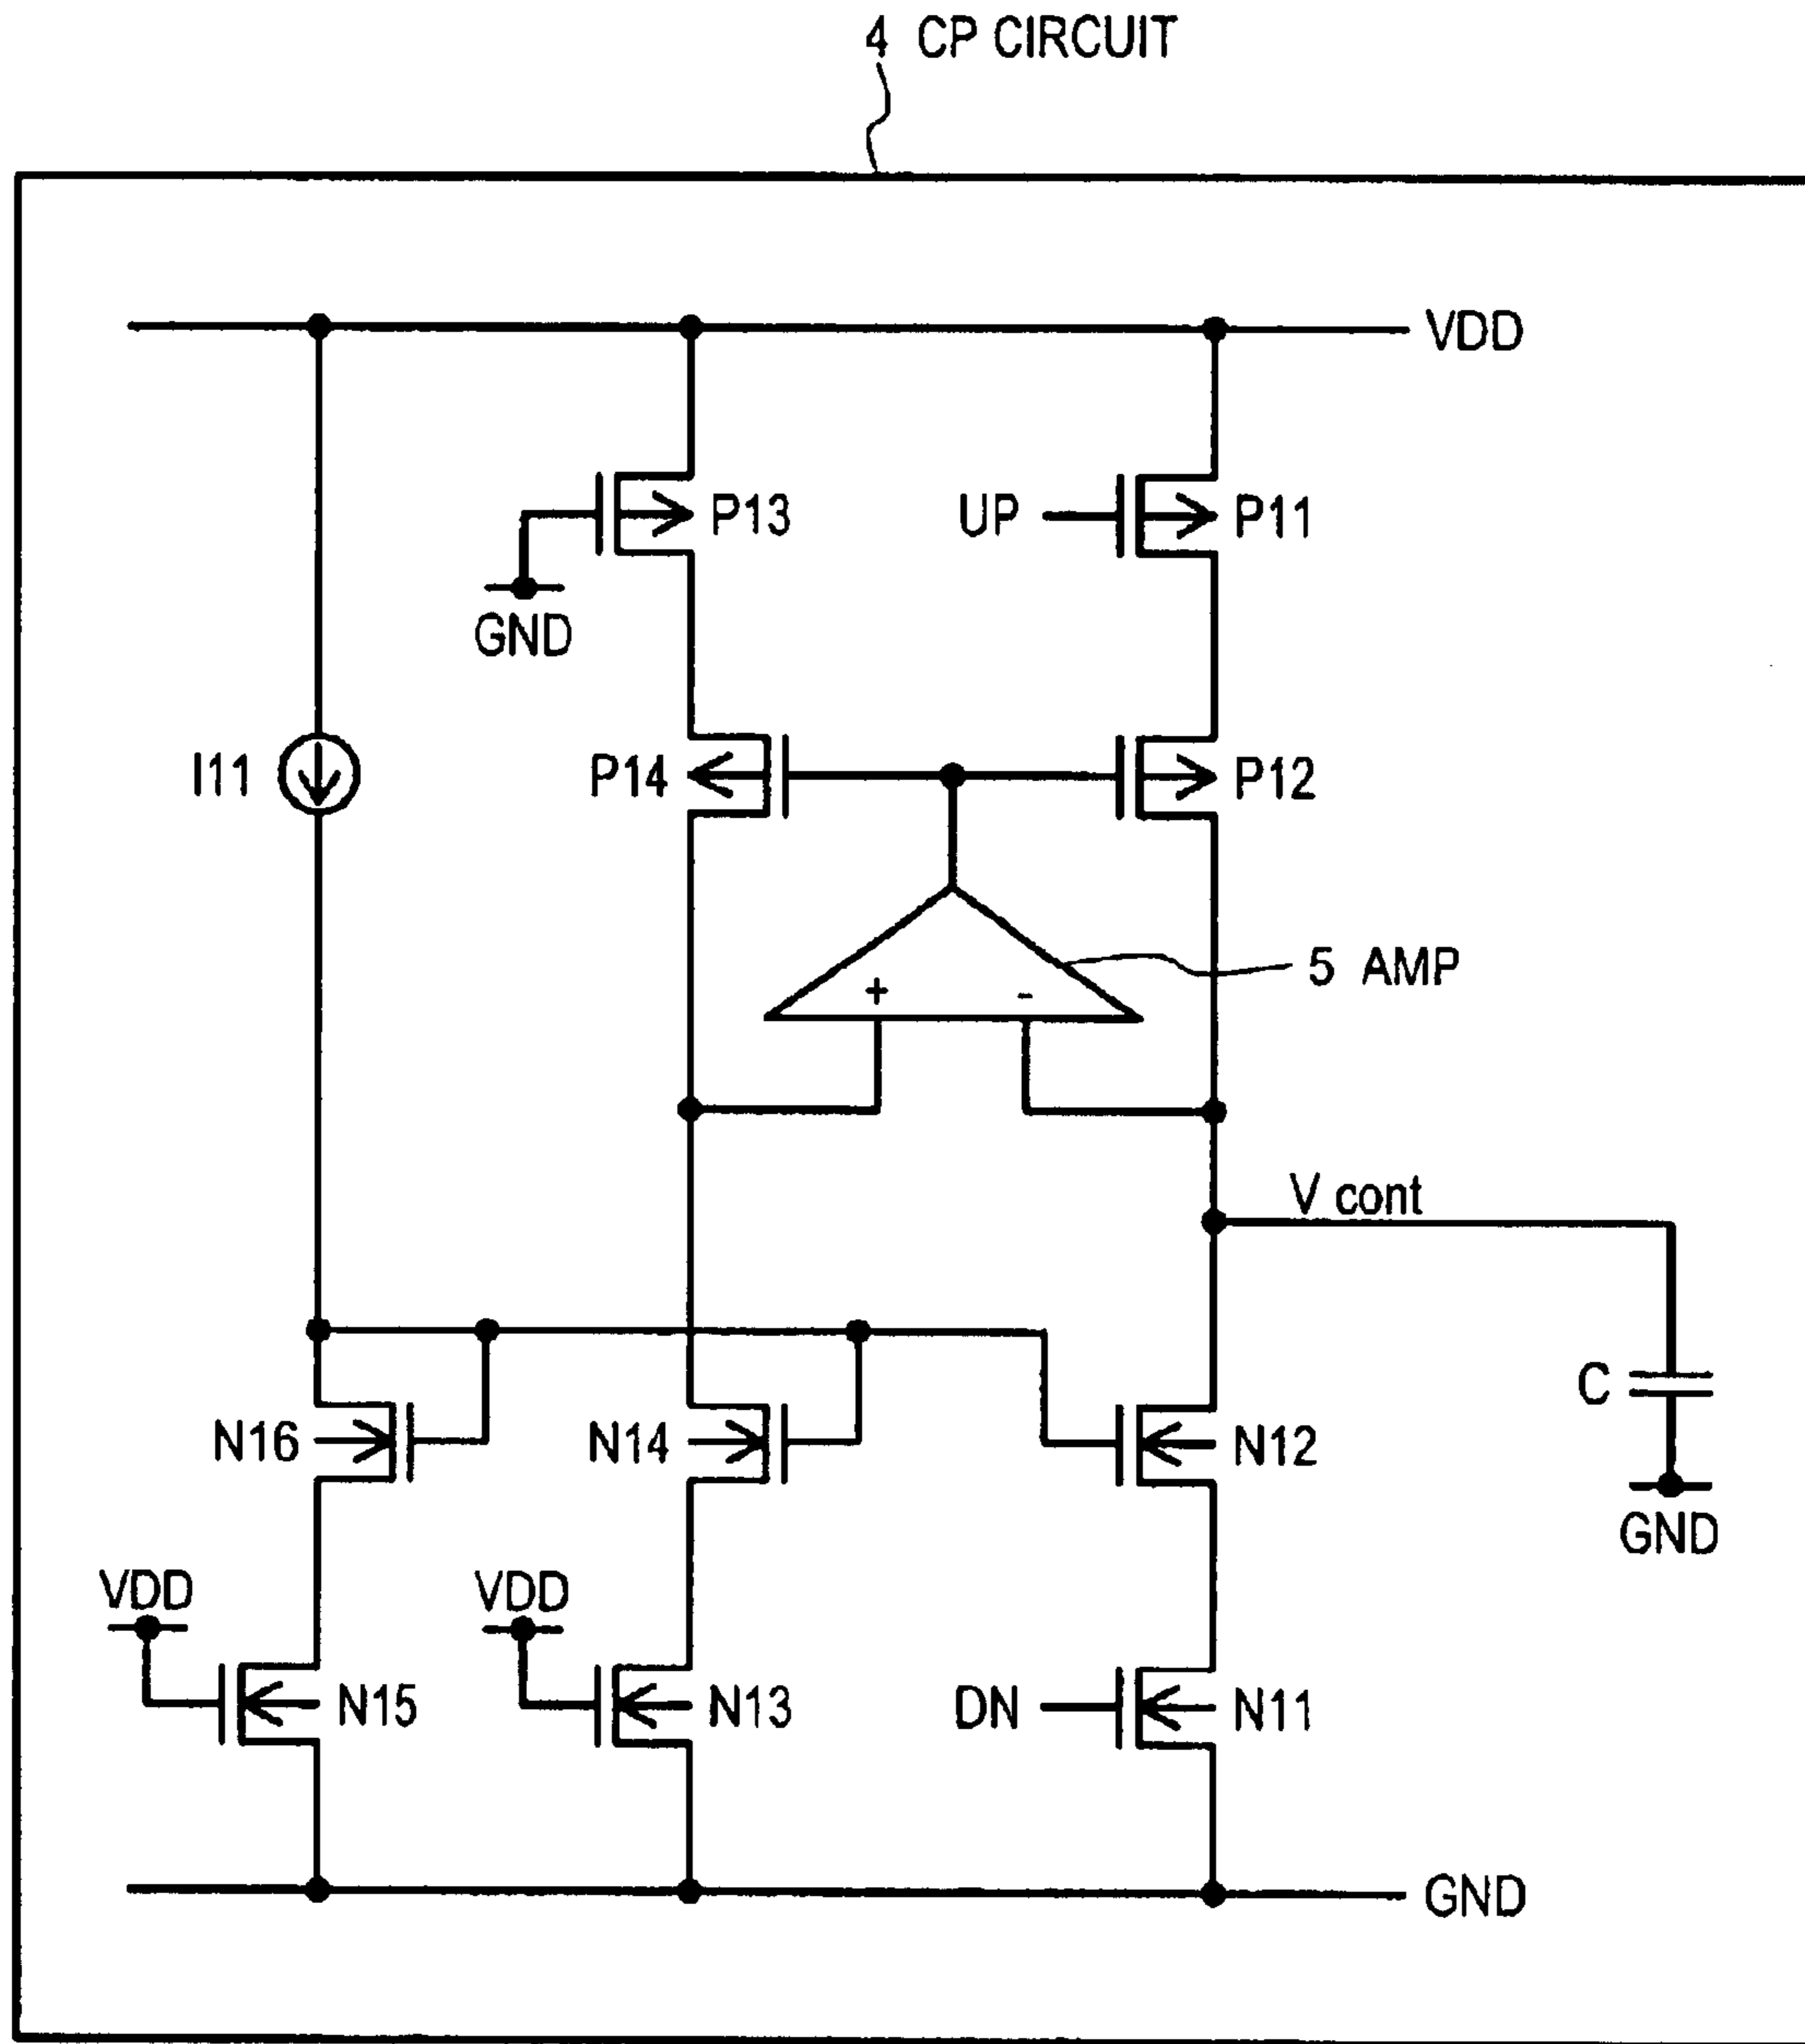 4 CP CIRCUIT
VDD
P13
UP
P11
GND
I11
P14
P12
+
-
5 AMP
V cont
C
N16
N14
N12
GND
VDD
VDD
N15
N13
DN
N11
GND